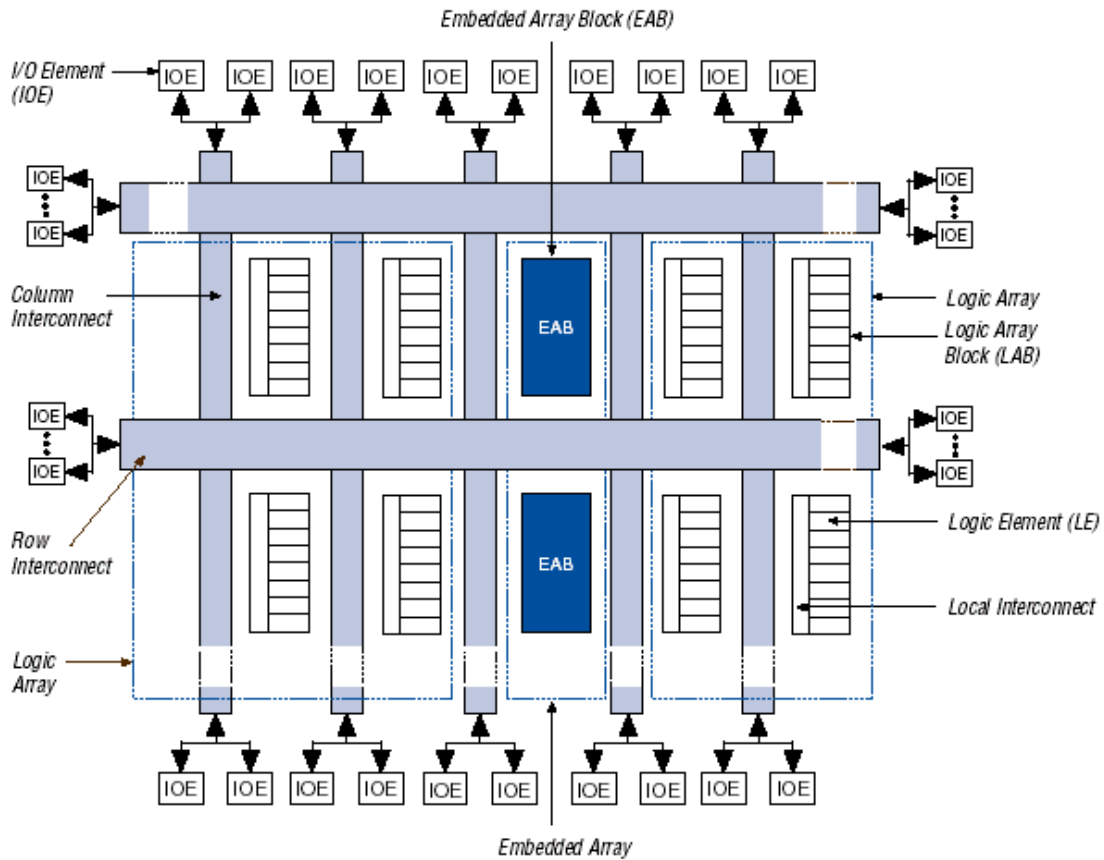 Embedded Array Block (EAB)
I/O Element
(IOE)
IOE IOE IOE IOE IOE IOE IOE IOE IOE IOE
IOE IOE
IOE IOE
Column
Interconnect
EAB
Logic Array
Logic Array
Block (LAB)
IOE IOE
IOE IOE
Row
Interconnect
EAB
Logic Element (LE)
Local Interconnect
Logic
Array
IOE IOE IOE IOE IOE IOE IOE IOE IOE IOE
Embedded Array